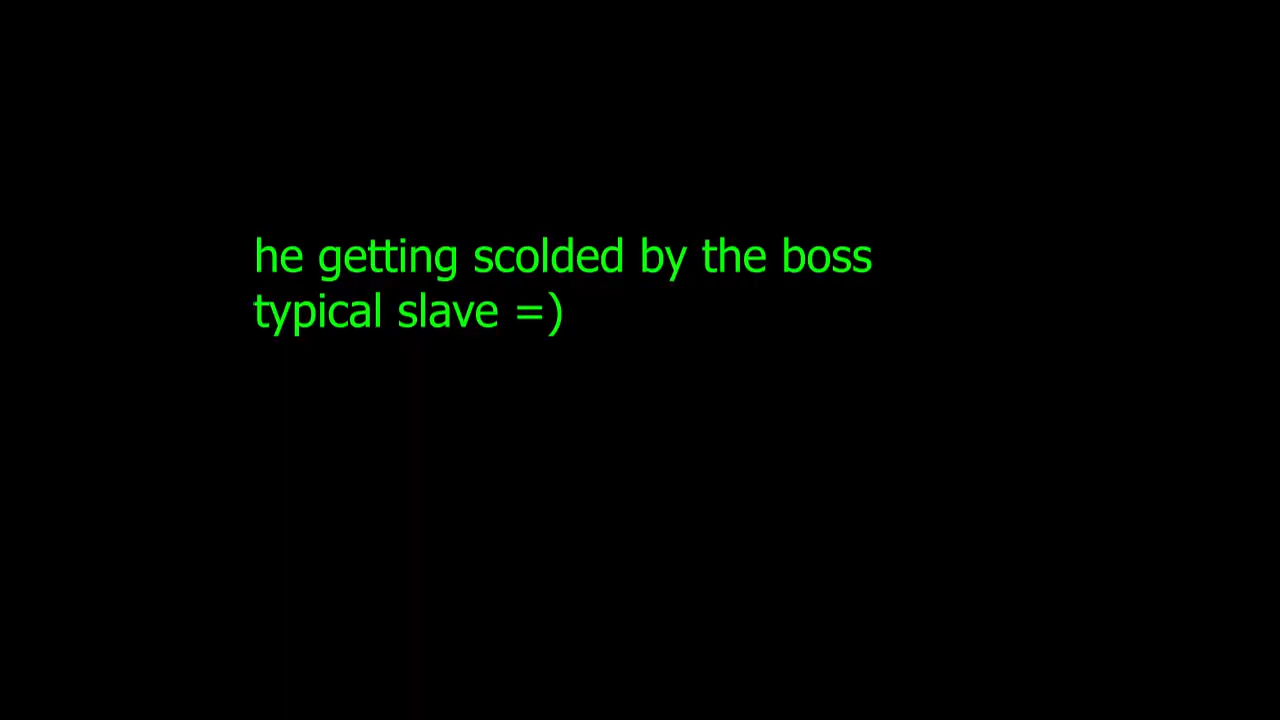 he getting scolded by the boss
typical slave =)